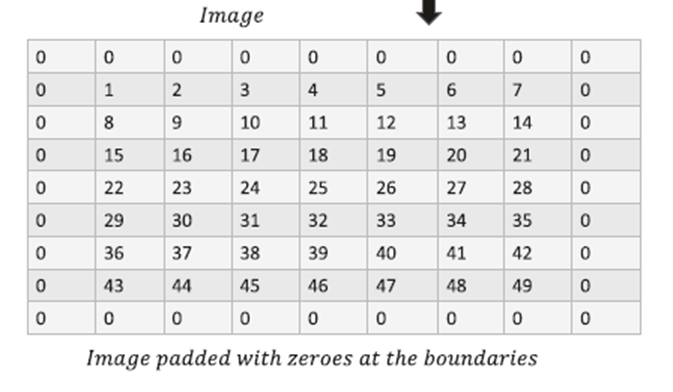 Image
0 0 0 0 0 0 0 0 0
0 1 2 3 4 5 6 7 0
0 8 9 10 11 12 13 14 0
0 15 16 17 18 19 20 21 0
0 22 23 24 25 26 27 28 0
0 29 30 31 32 33 34 35 0
0 36 37 38 39 40 41 42 0
0 43 44 45 46 47 48 49 0
0 0 0 0 0 0 0 0 0
Image padded with zeroes at the boundaries